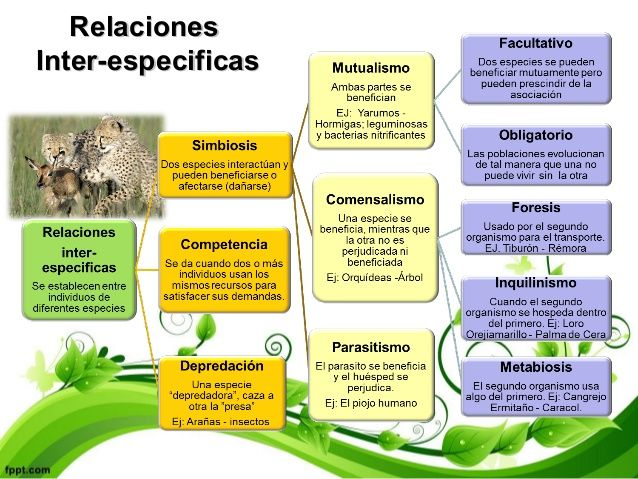 Relaciones
Inter-especificas
Relaciones
inter-
especificas
Se establecen entre
individuos de
diferentes especies
Simbiosis
Dos especies interactúan y
pueden beneficiarse o
afectarse (dañarse)
Competencia
Se da cuando dos o más
individuos usan los
mismos recursos para
satisfacer sus demandas.
Depredación
Una especie
“depredadora”, caza a
otra la ”presa”
Ej: Arañas - insectos
Mutualismo
Ambas partes se
benefician
EJ: Yarumos -
Hormigas; leguminosas
y bacterias nitrificantes
Comensalismo
Una especie se
beneficia, mientras que
la otra no es
perjudicada ni
beneficiada
Ej: Orquídeas -Árbol
Parasitismo
El parasito se beneficia
y el huésped se
perjudica.
Ej: El piojo humano
Facultativo
Dos especies se pueden
beneficiar mutuamente pero
pueden prescindir de la
asociación
Obligatorio
Las poblaciones evolucionan
de tal manera que una no
puede vivir sin la otra
Foresis
Usado por el segundo
organismo para el transporte.
EJ. Tiburón - Rémora
Inquilinismo
Cuando el segundo
organismo se hospeda dentro
del primero. Ej: Loro
Orejiamarillo - Palma de Cera
Metabiosis
El segundo organismo usa
algo del primero. Ej: Cangrejo
Ermitaño - Caracol.
fppt.com